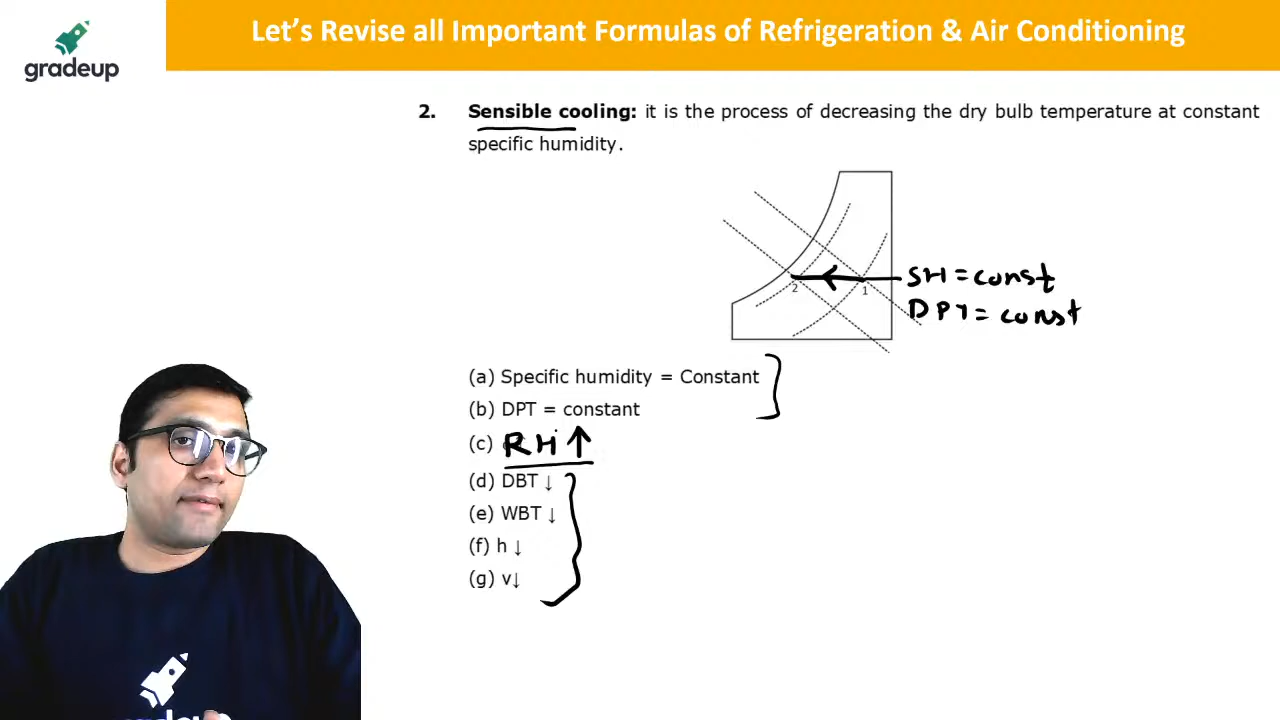 Let's Revise all Important Formulas of Refrigeration & Air Conditioning
gradeup
2. Sensible cooling: it is the process of decreasing the dry bulb temperature at constant
specific humidity.
SH = const
2
1
DPT = const
(a) Specific humidity = Constant
(b) DPT = constant
(c) RH ↑
(d) DBT ↓
(e) WBT ↓
(f) h ↓
(g) v↓
gradeup